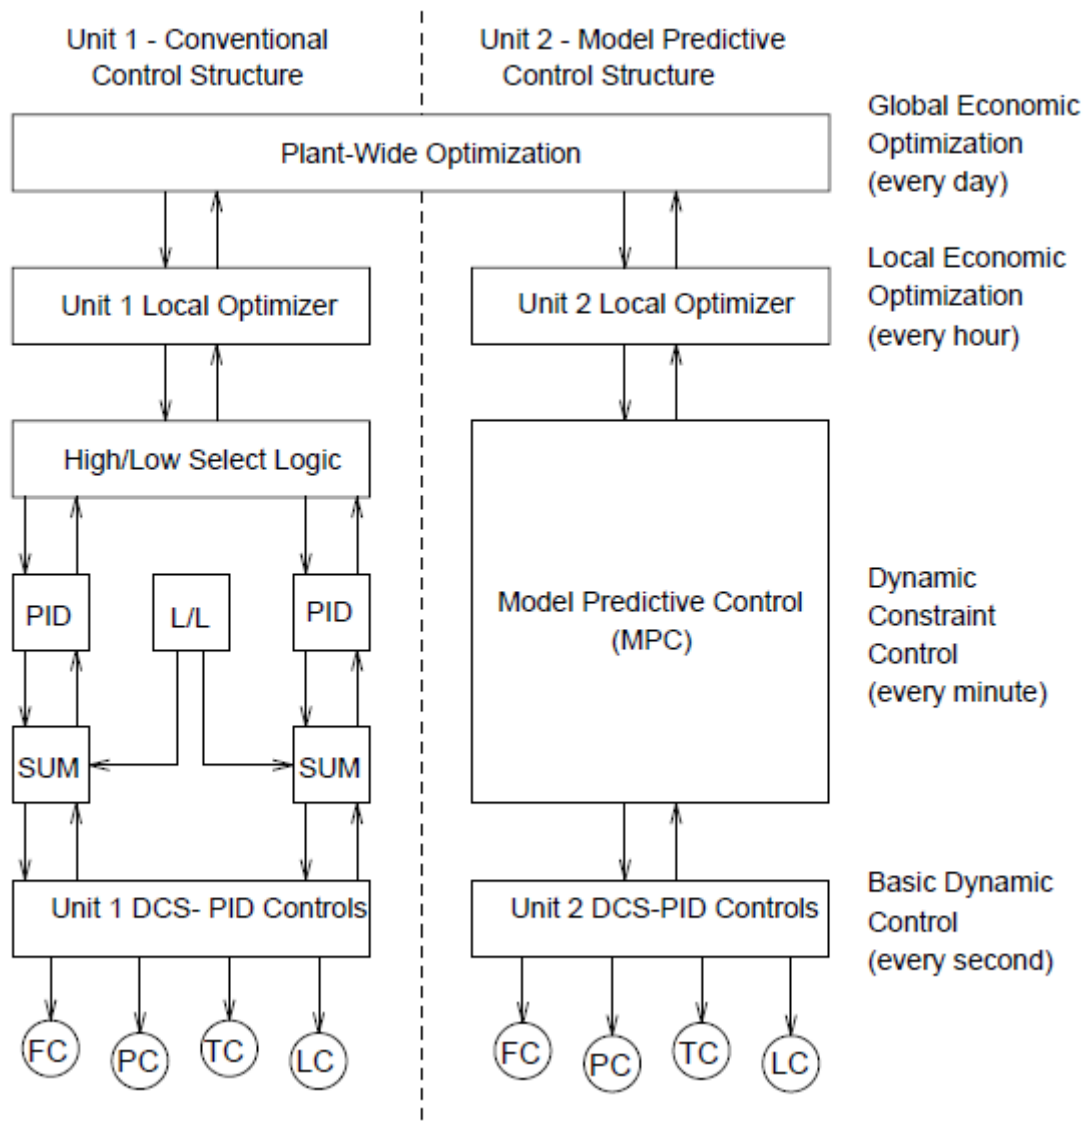 Unit 1 - Conventional
Control Structure
Unit 2 - Model Predictive
Control Structure
Plant-Wide Optimization
Global Economic
Optimization
(every day)
Unit 1 Local Optimizer
Unit 2 Local Optimizer
Local Economic
Optimization
(every hour)
High/Low Select Logic
PID
L/L
PID
SUM
SUM
Model Predictive Control
(MPC)
Dynamic
Constraint
Control
(every minute)
Unit 1 DCS- PID Controls
Unit 2 DCS-PID Controls
Basic Dynamic
Control
(every second)
FC
PC
TC
LC
FC
PC
TC
LC